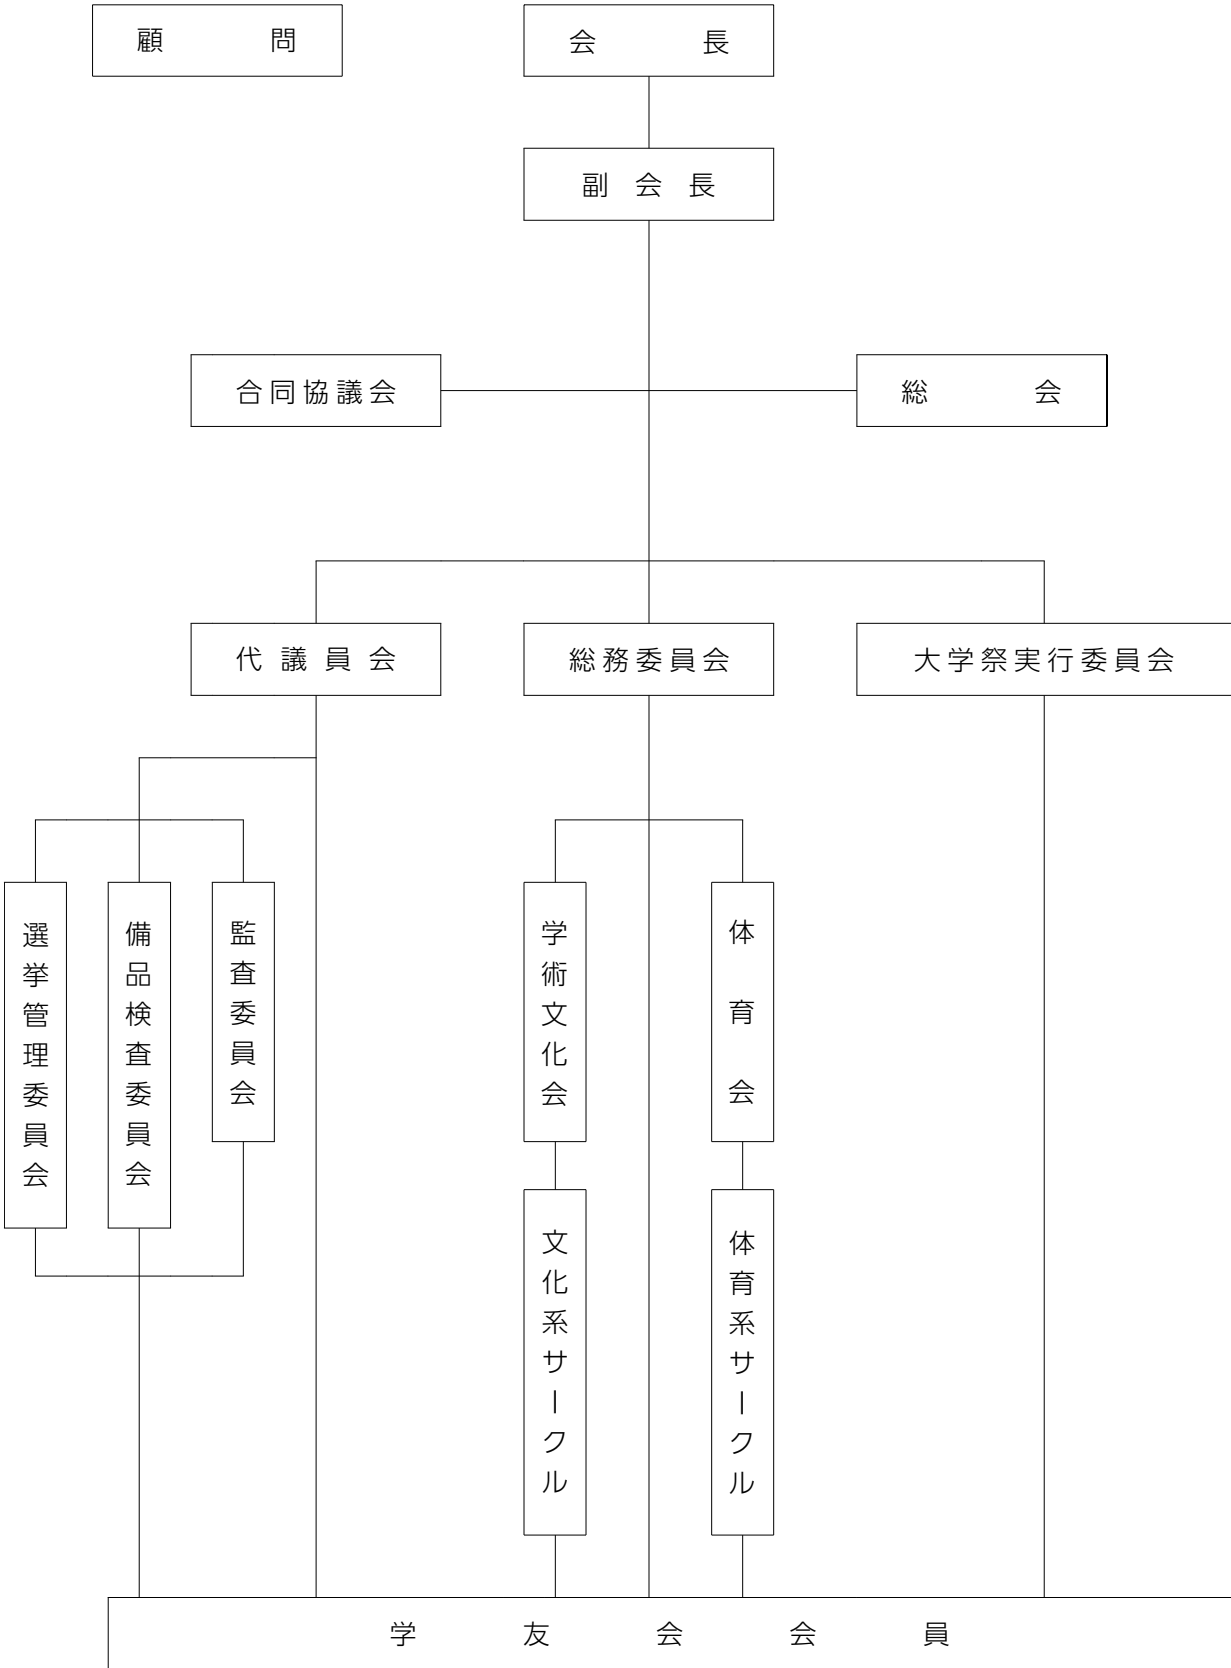 顧問
会長
副会長
合同協議会
総会
代議員会
総務委員会
大学祭実行委員会
選挙管理委員会
備品検査委員会
監査委員会
学術文化会
体育会
文化系サークル
体育系サークル
学友会会員